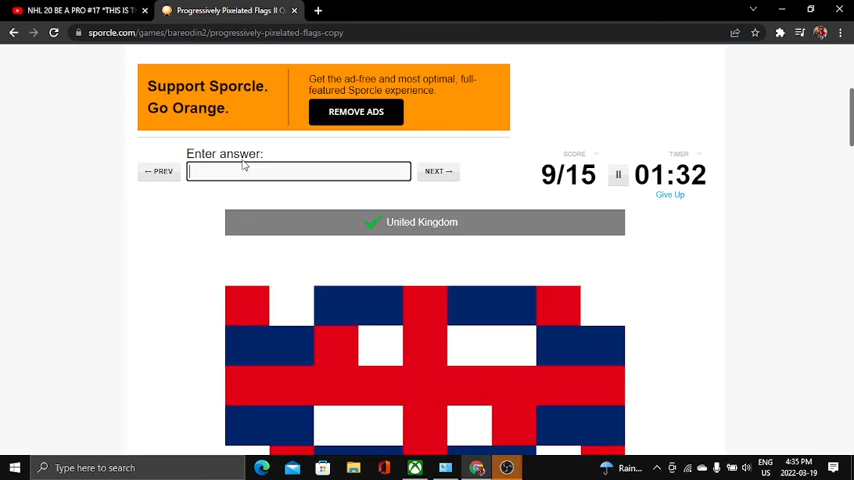 NHL 20 BE A PRO #17 *THIS IS TH
Progressively Pixelated Flags II Q
sporcle.com/games/bareodin2/progressively-pixelated-flags-copy
Support Sporcle.
Go Orange.
Get the ad-free and most optimal, full-
featured Sporcle experience.
REMOVE ADS
Enter answer:
← PREV
NEXT →
SCORE
9/15
TIMER
01:32
Give Up
United Kingdom
Type here to search
Rain...
ENG
US
4:35 PM
2022-03-19